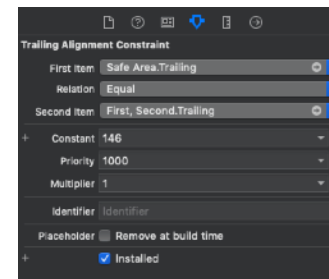 Trailing Alignment Constraint
First Item Safe Area.Trailing
Relation Equal
Second Item First, Second.Trailing
+ Constant 146
Priority 1000
Multiplier 1
Identifier Identifier
Placeholder Remove at build time
+ Installed